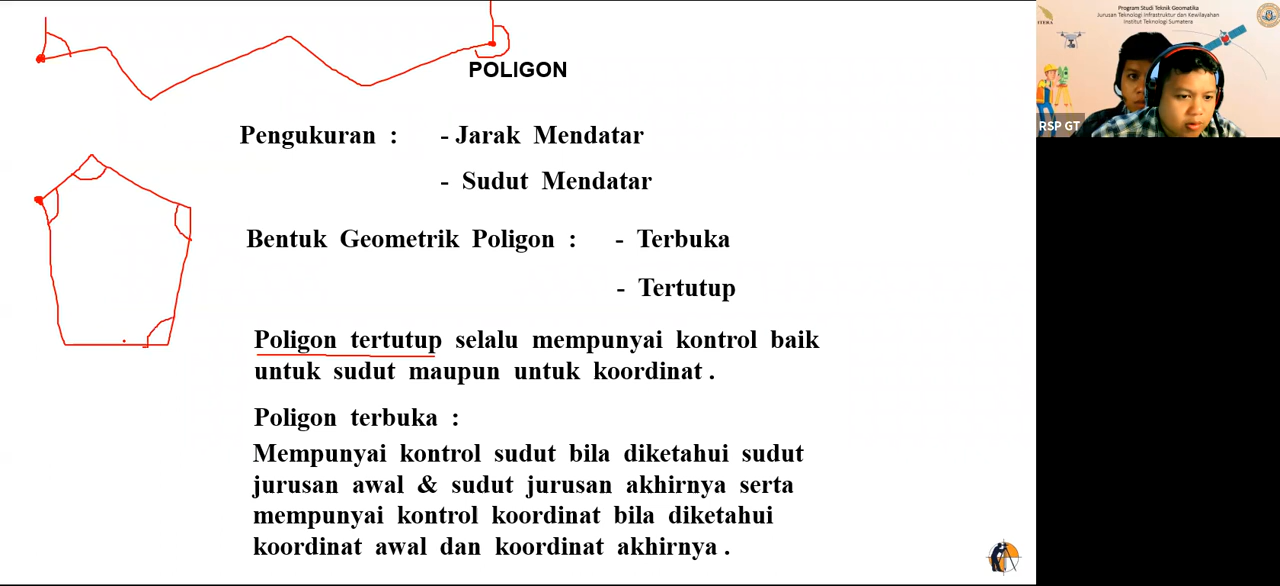 POLIGON
Pengukuran : - Jarak Mendatar
- Sudut Mendatar
Bentuk Geometrik Poligon : - Terbuka
- Tertutup
Poligon tertutup selalu mempunyai kontrol baik
untuk sudut maupun untuk koordinat .
Poligon terbuka :
Mempunyai kontrol sudut bila diketahui sudut
jurusan awal & sudut jurusan akhirnya serta
mempunyai kontrol koordinat bila diketahui
koordinat awal dan koordinat akhirnya .
Program Studi Teknik Geomatika
Jurusan Teknologi Infrastruktur dan Kewilayahan
Institut Teknologi Sumatera
RSP GT